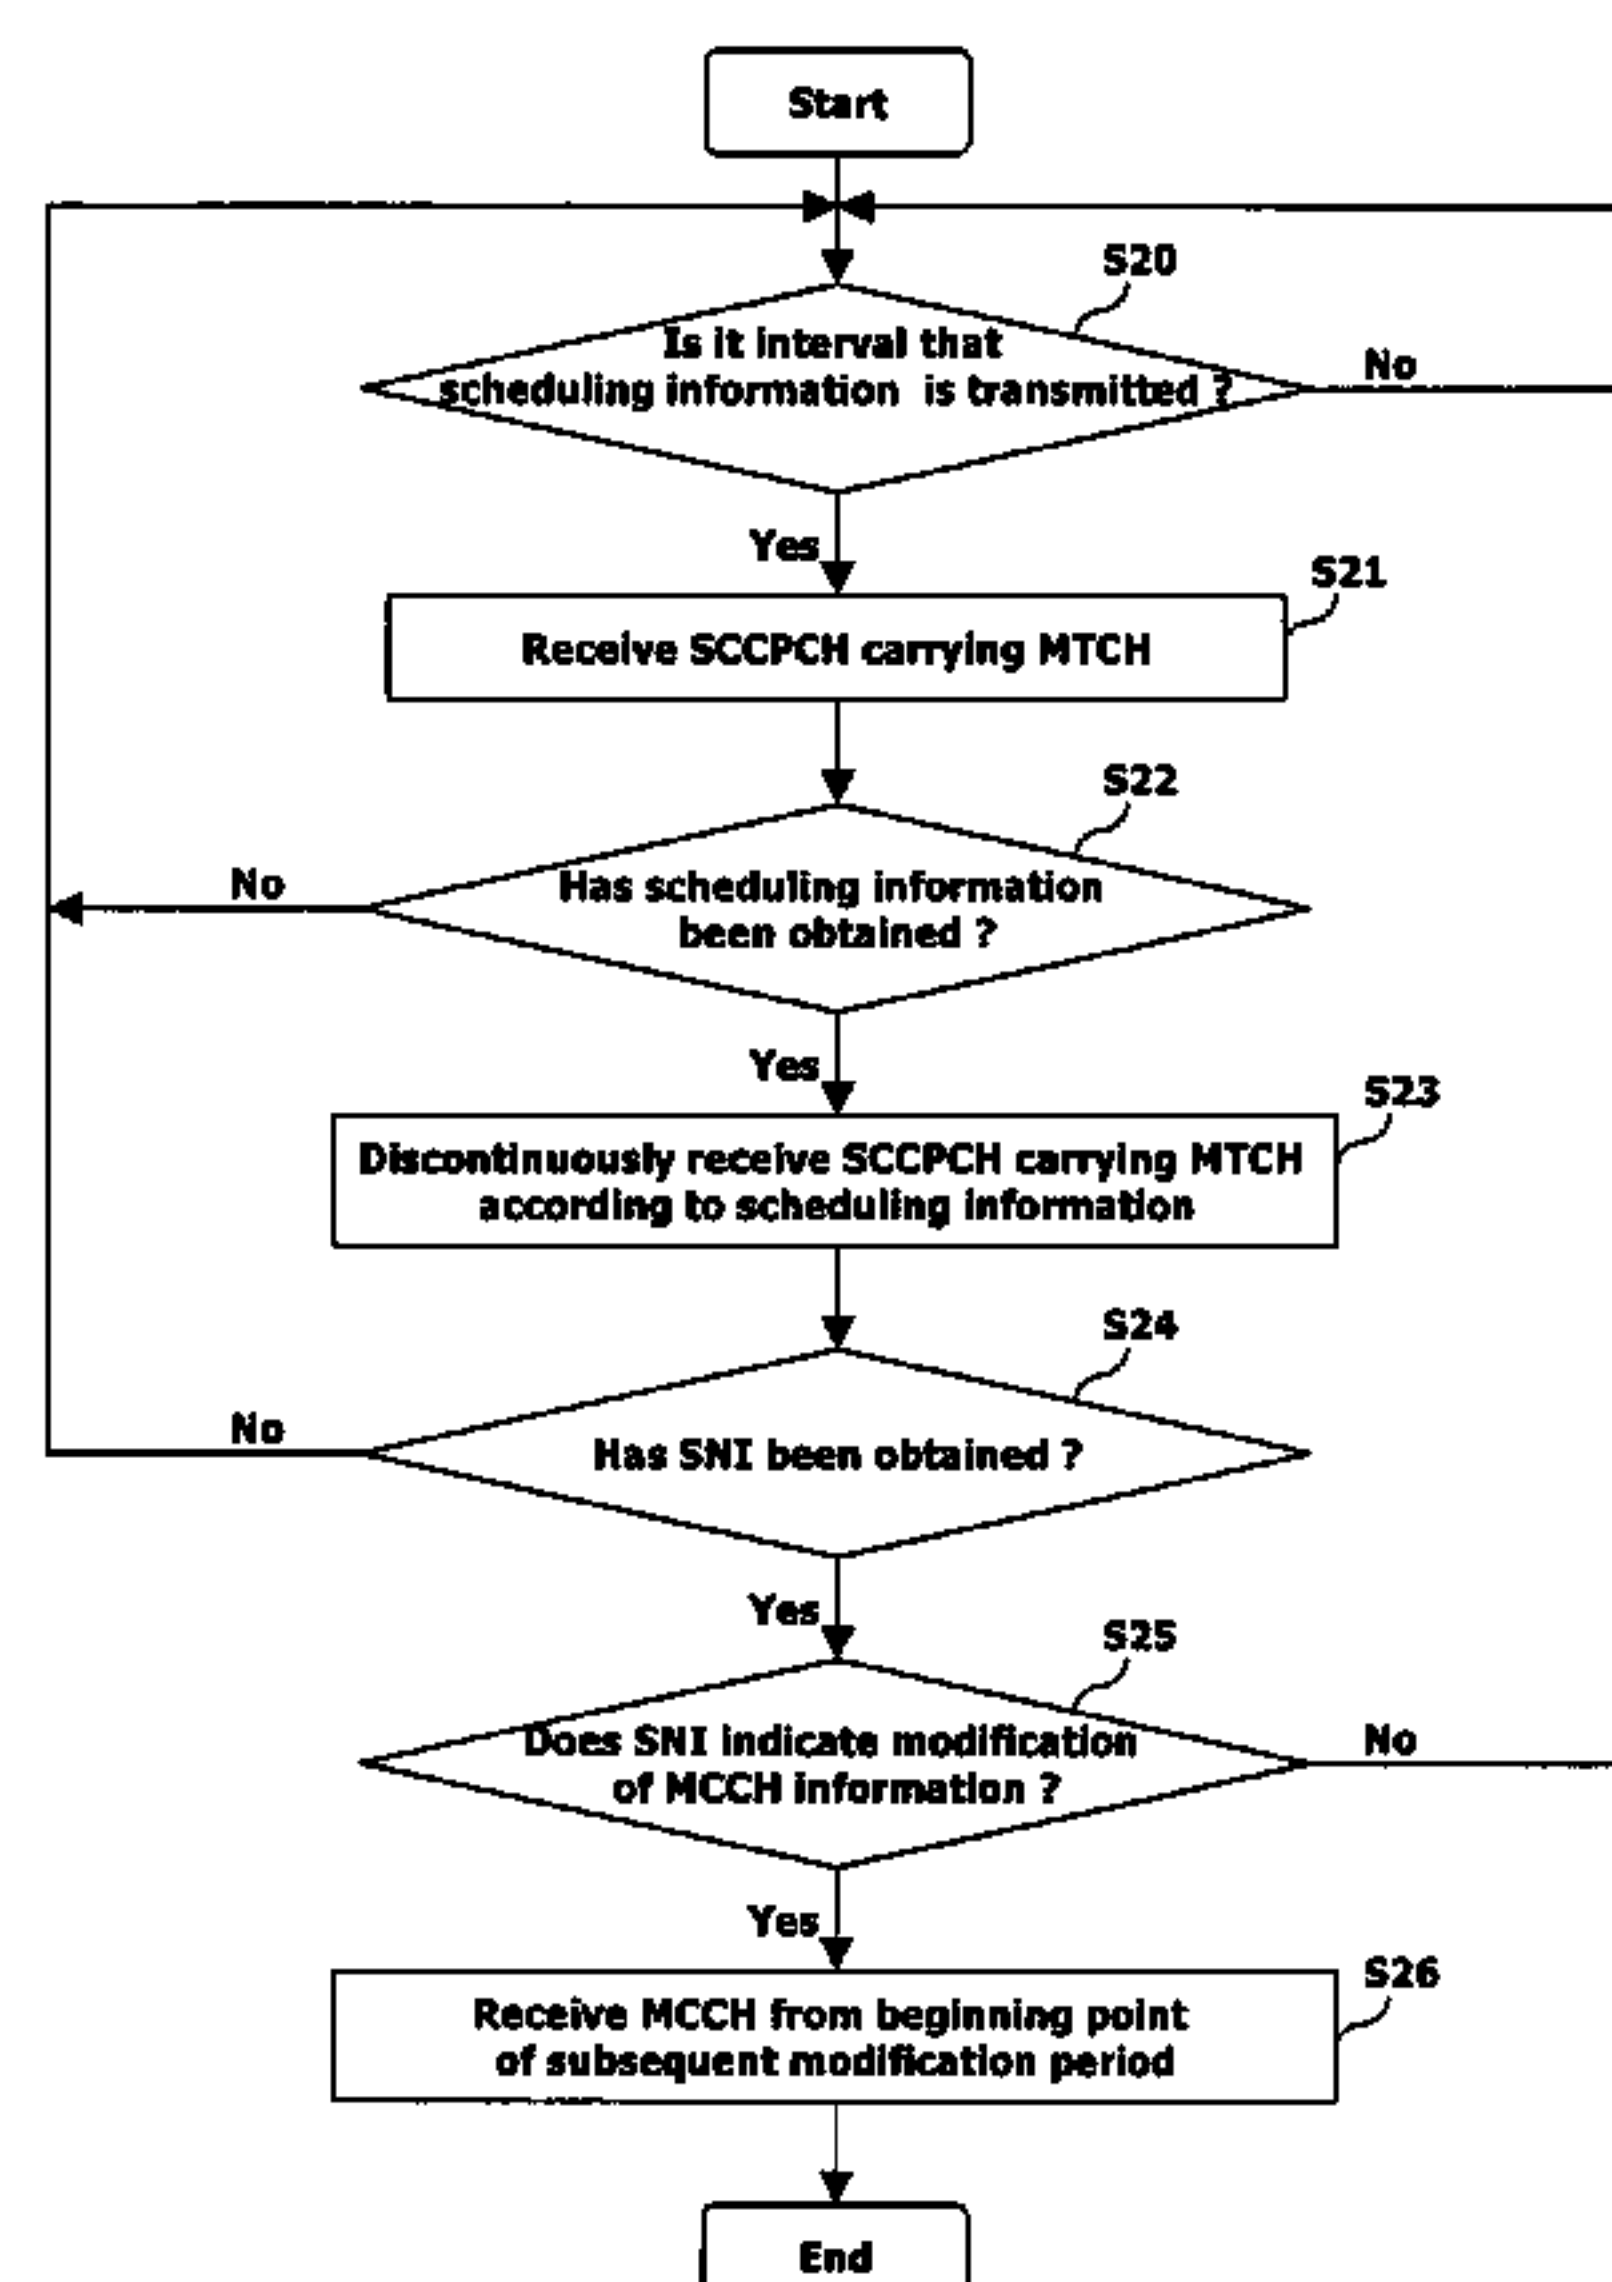 Start
S20
Is it interval that
scheduling information is transmitted ?
No
Yes
S21
Receive SCCPCH carrying MTCH
S22
Has scheduling information
been obtained ?
No
Yes
S23
Discontinuously receive SCCPCH carrying MTCH
according to scheduling information
S24
Has SNI been obtained ?
No
Yes
S25
Does SNI indicate modification
of MCCH information ?
No
Yes
S26
Receive MCCH from beginning point
of subsequent modification period
End